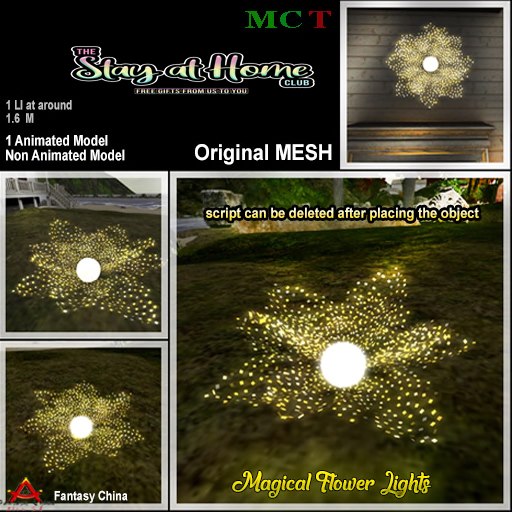 MCT
THE
Stay at Home
CLUB
FREE GIFTS FROM US TO YOU
1 LI at around
1.6 M
1 Animated Model
Non Animated Model
Original MESH
script can be deleted after placing the object
Fantasy China
Magical Flower Lights